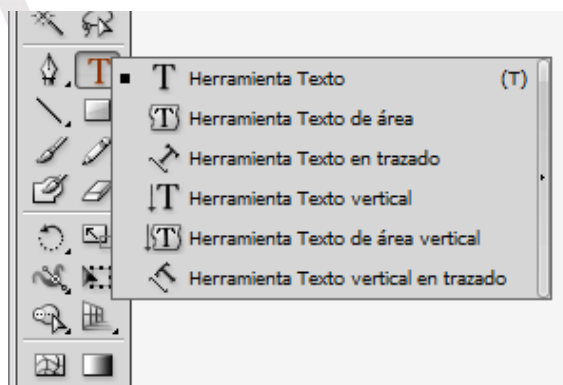 Herramienta Texto (T)
Herramienta Texto de área
Herramienta Texto en trazado
Herramienta Texto vertical
Herramienta Texto de área vertical
Herramienta Texto vertical en trazado